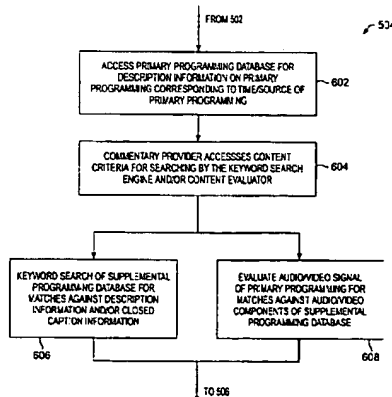 FROM 502
504
ACCESS PRIMARY PROGRAMMING DATABASE FOR
DESCRIPTION INFORMATION ON PRIMARY
PROGRAMMING CORRESPONDING TO TIME/SOURCE OF
PRIMARY PROGRAMMING
602
COMMENTARY PROVIDER ACCESSSES CONTENT
CRITERIA FOR SEARCHING BY THE KEYWORD SEARCH
ENGINE AND/OR CONTENT EVALUATOR
604
KEYWORD SEARCH OF SUPPLEMENTAL
PROGRAMMING DATABASE FOR
MATCHES AGAINST DESCRIPTION
INFORMATION AND/OR CLOSED
CAPTION INFORMATION
606
EVALUATE AUDIO/VIDEO SIGNAL
OF PRIMARY PROGRAMMING FOR
MATCHES AGAINST AUDIO/VIDEO
COMPONENTS OF SUPPLEMENTAL
PROGRAMMING DATABASE
608
TO 506